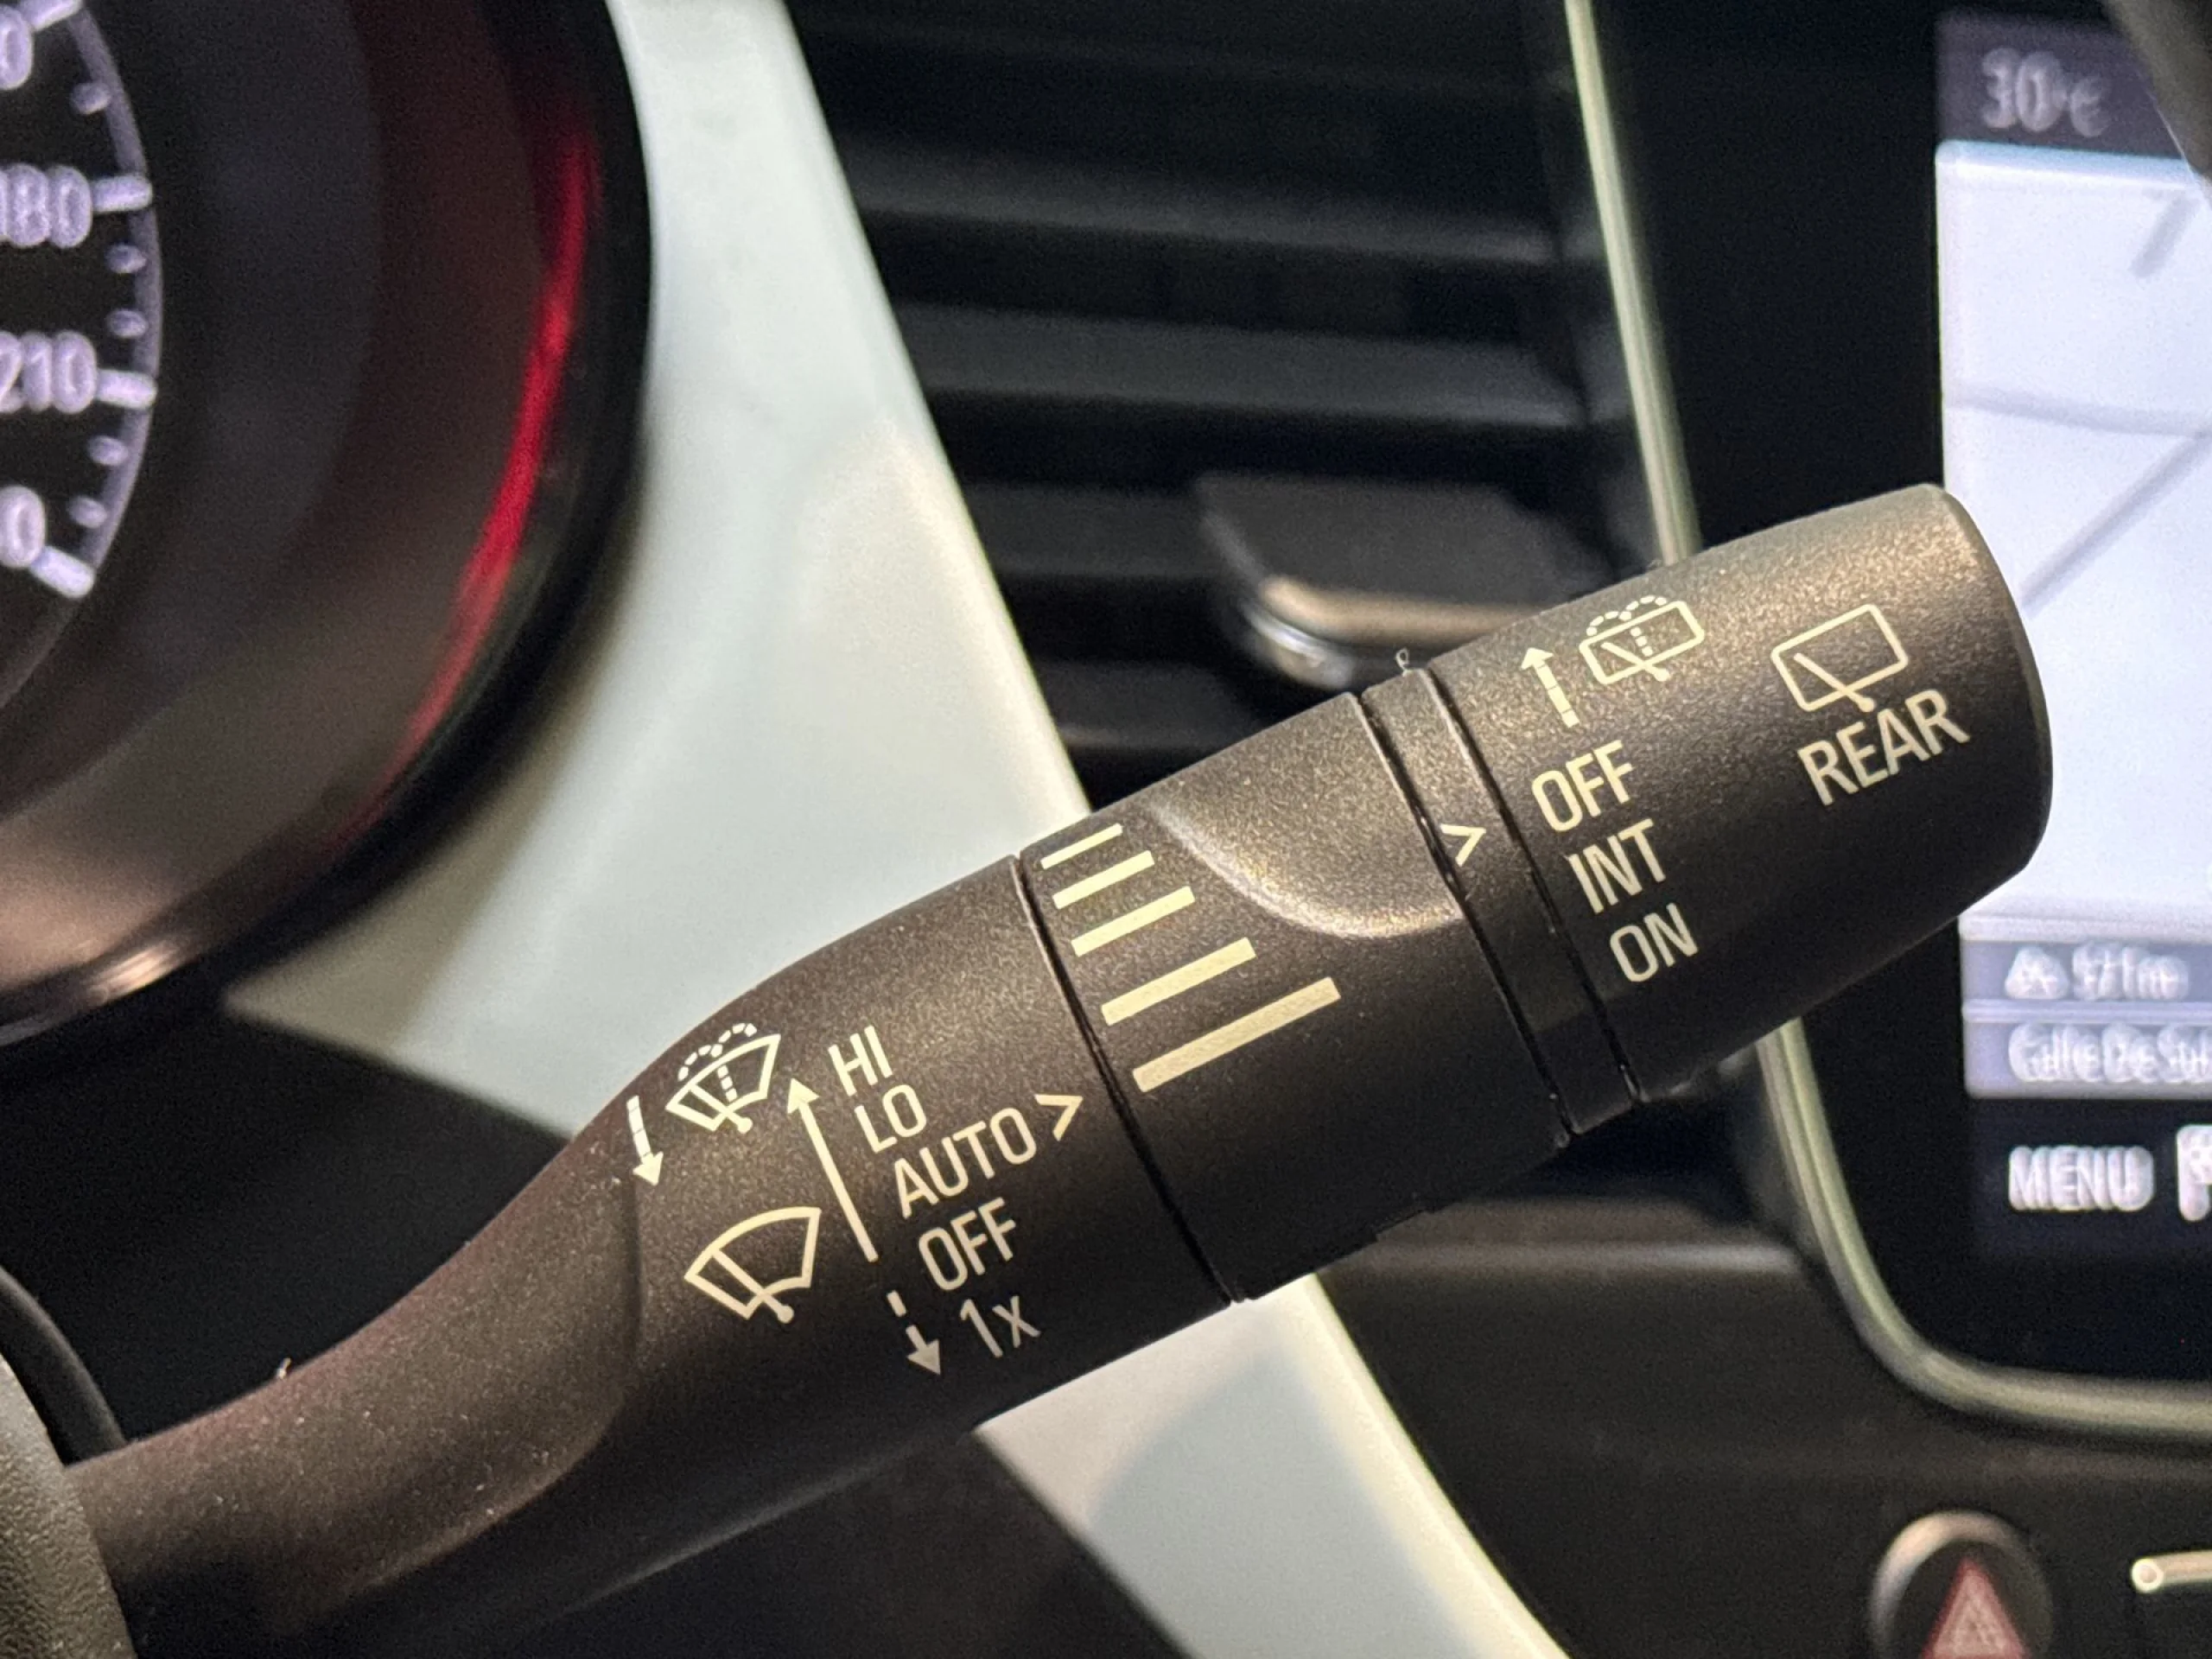 30°C
180
210
REAR
OFF
INT
ON
HI
LO
AUTO
OFF
1x
MENU